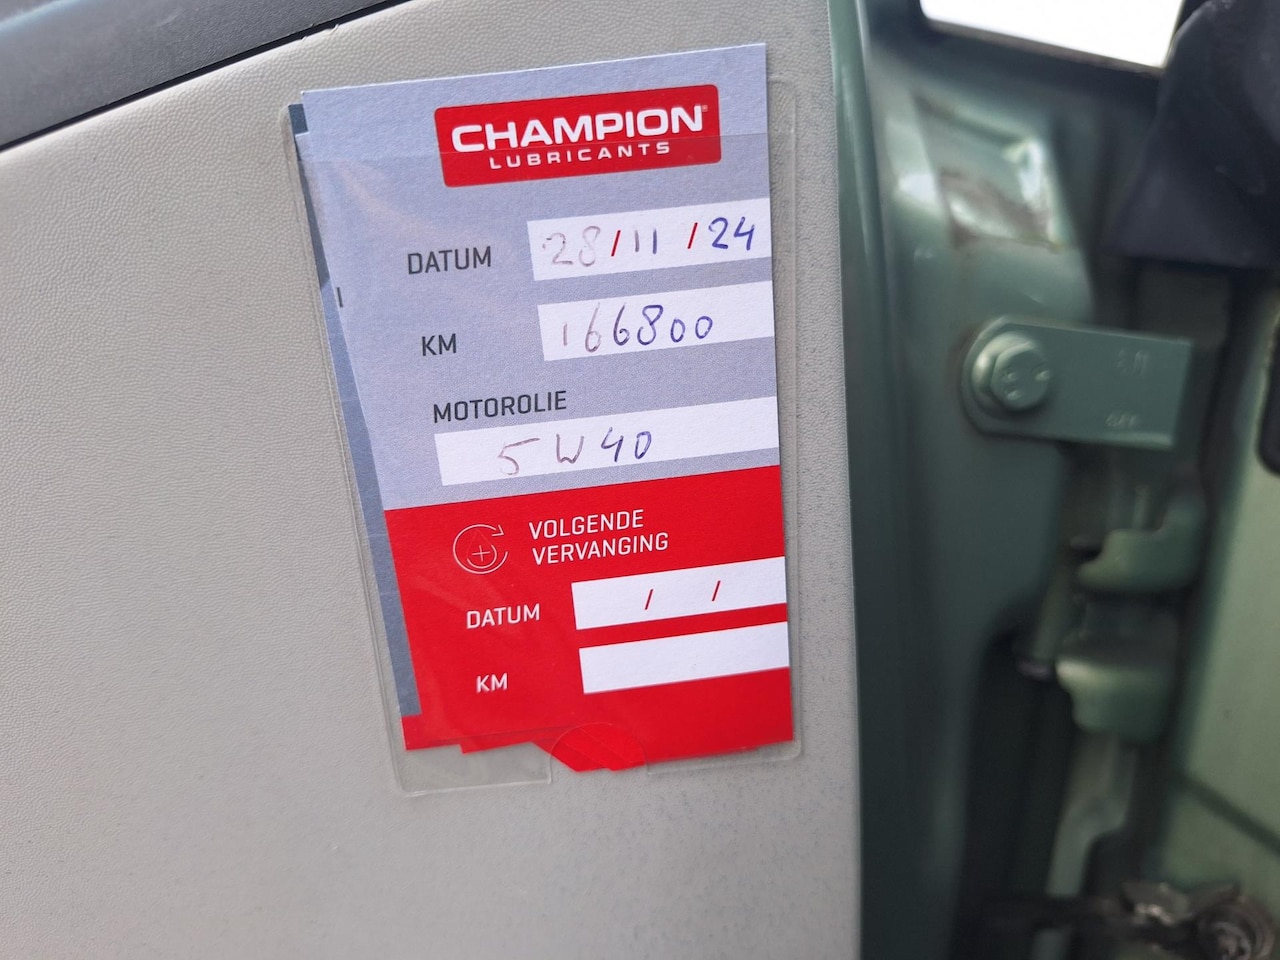 CHAMPION®
LUBRICANTS
DATUM 28/11/24
KM 166800
MOTOROLIE
5W40
VOLGENDE
VERVANGING
DATUM / /
KM